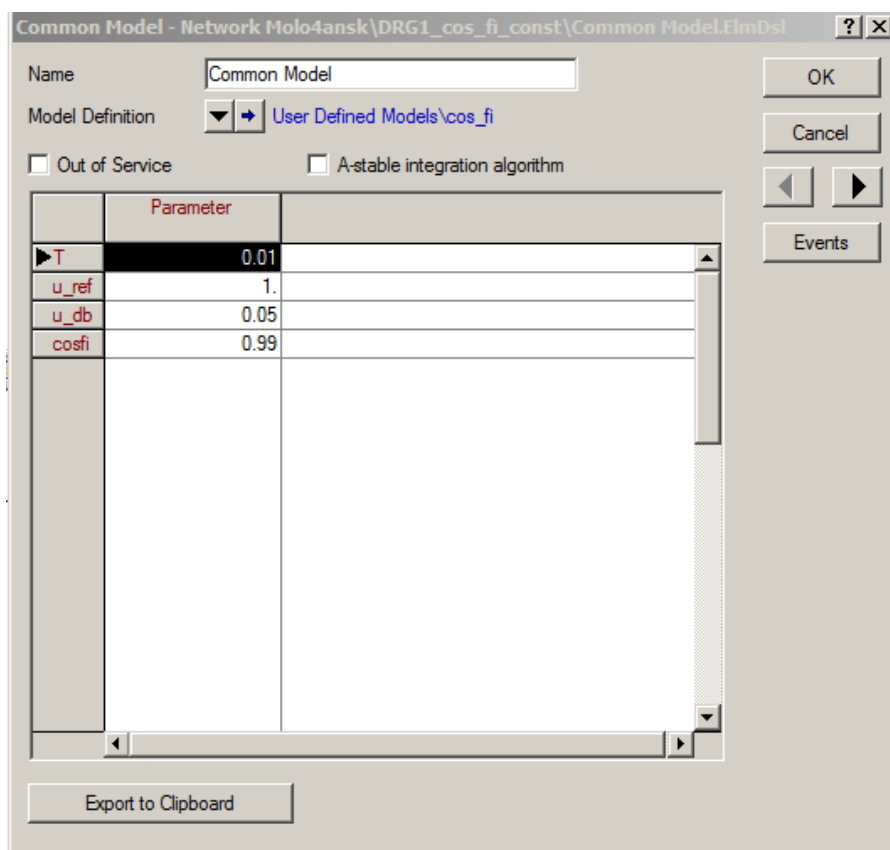 Common Model - Network Molo4ansk\DRG1_cos_fi_const\Common Model.ElmDsl
Name Common Model OK
Model Definition User Defined Models\cos_fi
Cancel
Out of Service A-stable integration algorithm
Parameter
Events
T 0.01
u_ref 1.
u_db 0.05
cosfi 0.99
Export to Clipboard